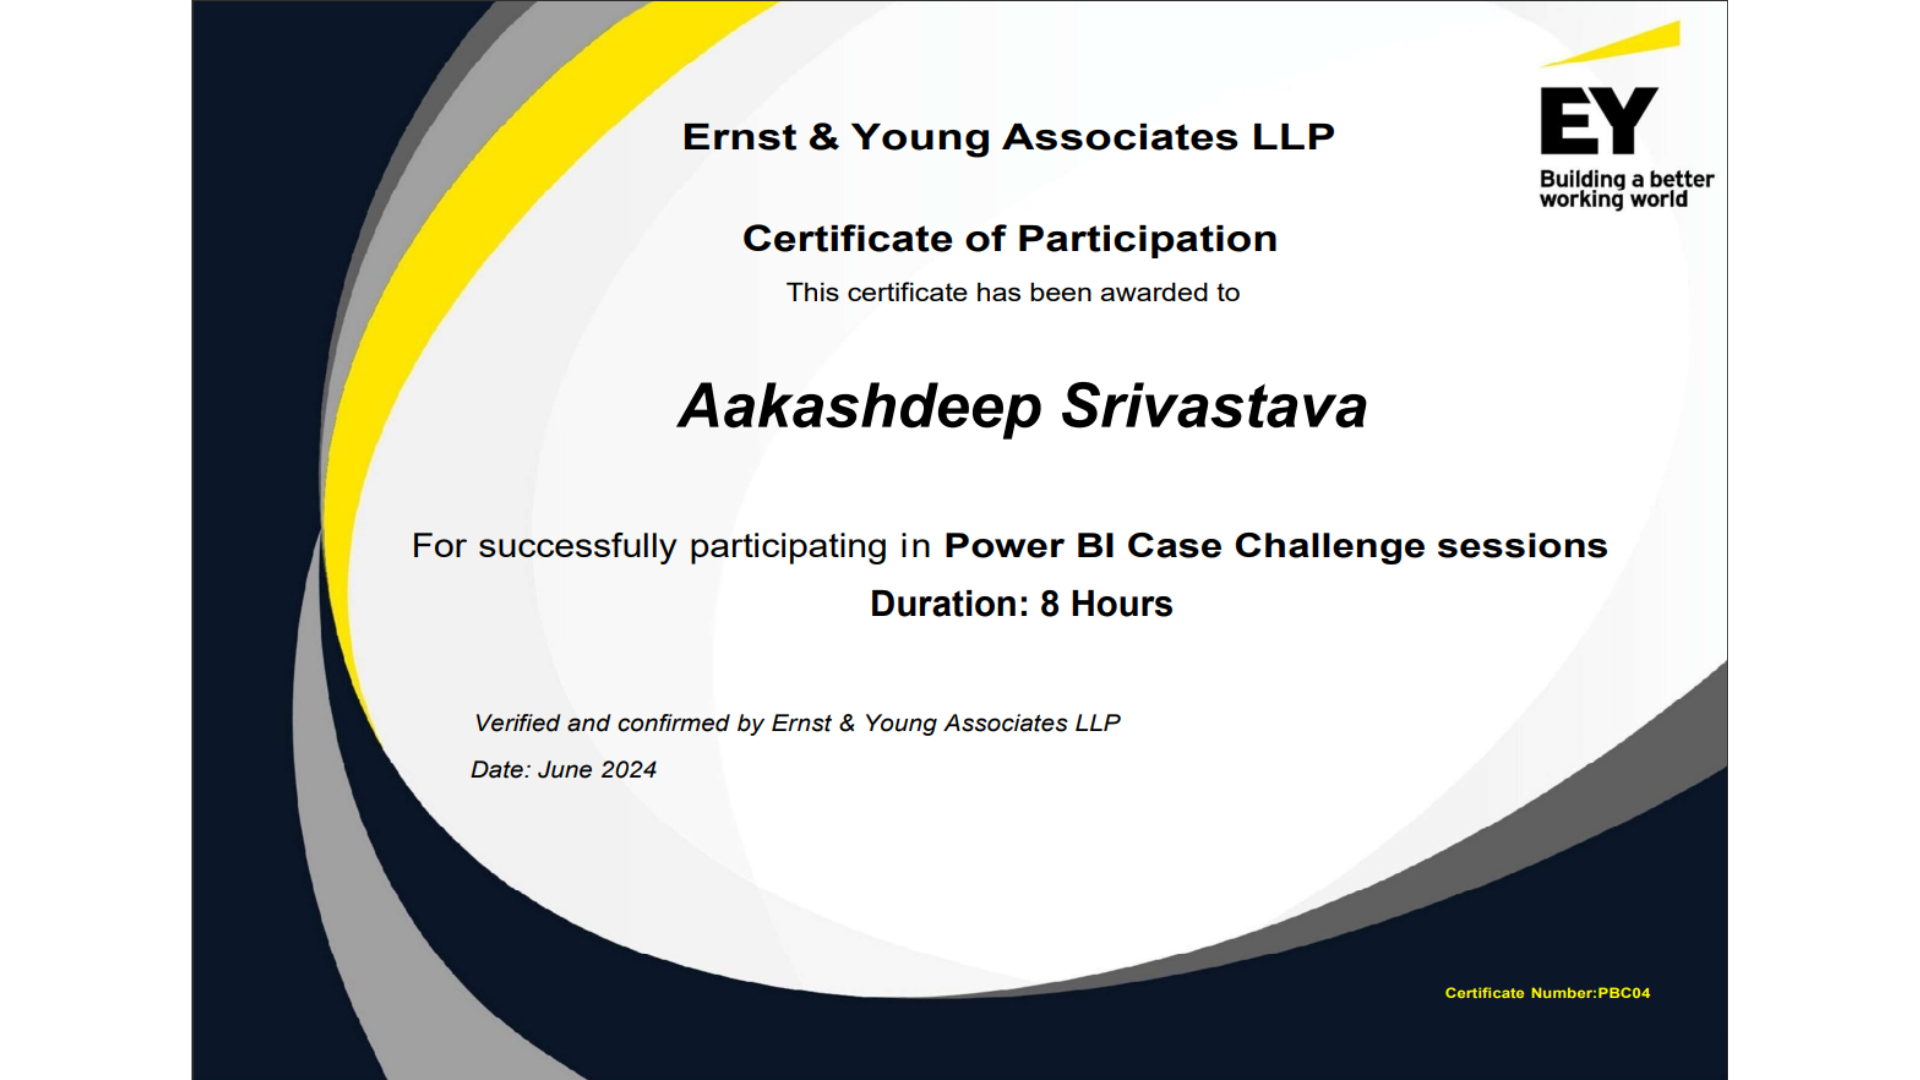 EY
Building a better
working world
Ernst & Young Associates LLP
Certificate of Participation
This certificate has been awarded to
Aakashdeep Srivastava
For successfully participating in Power BI Case Challenge sessions
Duration: 8 Hours
Verified and confirmed by Ernst & Young Associates LLP
Date: June 2024
Certificate Number:PBC04